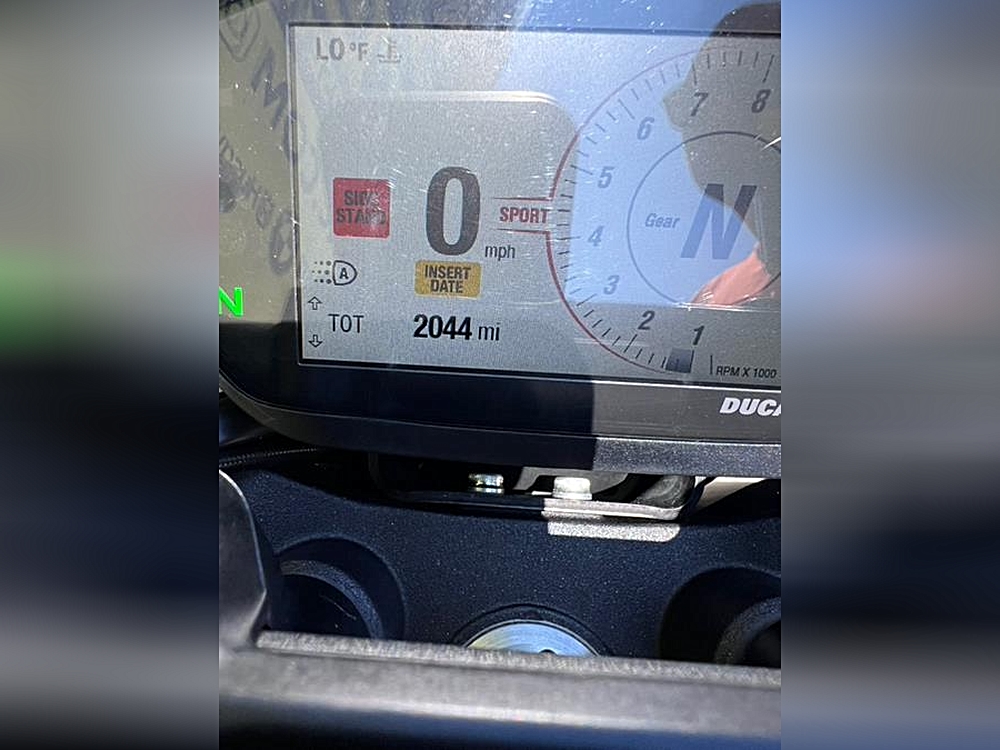 LO °F
SIDE
STAND
0 mph
SPORT
INSERT
DATE
A
TOT
2044 mi
N
8
7
6
5
4
3
2
1
Gear
N
RPM X 1000